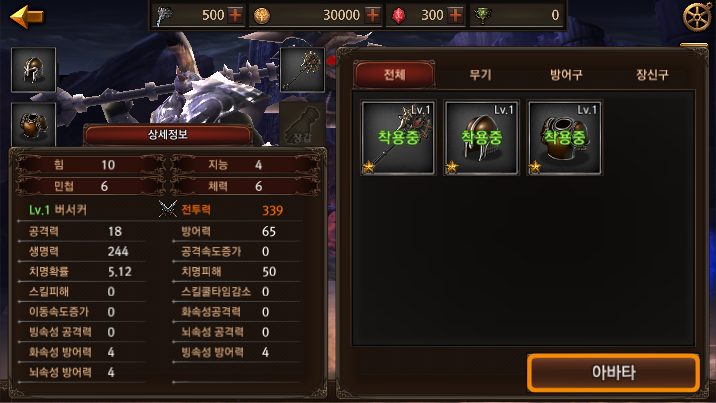 500 30000 300 0
전체 무기 방어구 장신구
Lv.1 Lv.1 Lv.1
착용중 착용중 착용중
장갑
상세정보
힘 10 지능 4
민첩 6 체력 6
Lv.1 버서커 전투력 339
공격력 18 방어력 65
생명력 244 공격속도증가 0
치명확률 5.12 치명피해 50
스킬피해 0 스킬쿨타임감소 0
이동속도증가 0 화속성공격력 0
빙속성 공격력 0 뇌속성 공격력 0
화속성 방어력 4 빙속성 방어력 4
뇌속성 방어력 4
아바타